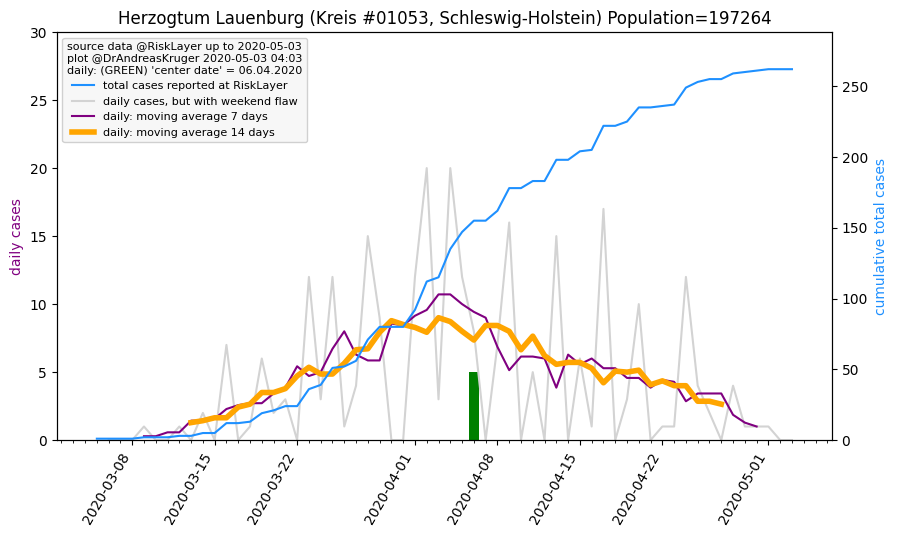 Herzogtum Lauenburg (Kreis #01053, Schleswig-Holstein) Population=197264
source data @RiskLayer up to 2020-05-03
plot @DrAndreasKruger 2020-05-03 04:03
daily: (GREEN) 'center date' = 06.04.2020
total cases reported at RiskLayer
daily cases, but with weekend flaw
daily: moving average 7 days
daily: moving average 14 days
daily cases
30
25
20
15
10
5
0
cumulative total cases
250
200
150
100
50
0
2020-03-08
2020-03-15
2020-03-22
2020-04-01
2020-04-08
2020-04-15
2020-04-22
2020-05-01